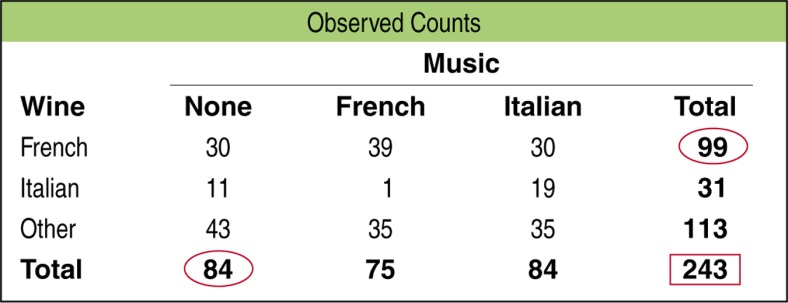 Observed Counts
Music
Wine None French Italian Total
French 30 39 30 99
Italian 11 1 19 31
Other 43 35 35 113
Total 84 75 84 243